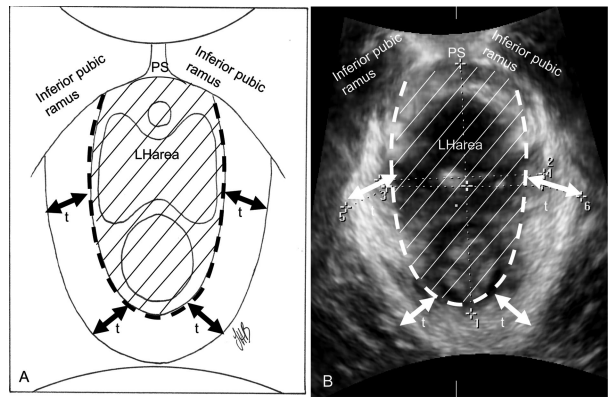 PS
Inferior pubic
ramus
Inferior pubic
ramus
LHarea
t
t
t
t
A
PS
Inferior pubic
ramus
Inferior pubic
ramus
LHarea
2
4
3
5
6
t
t
t
1
B